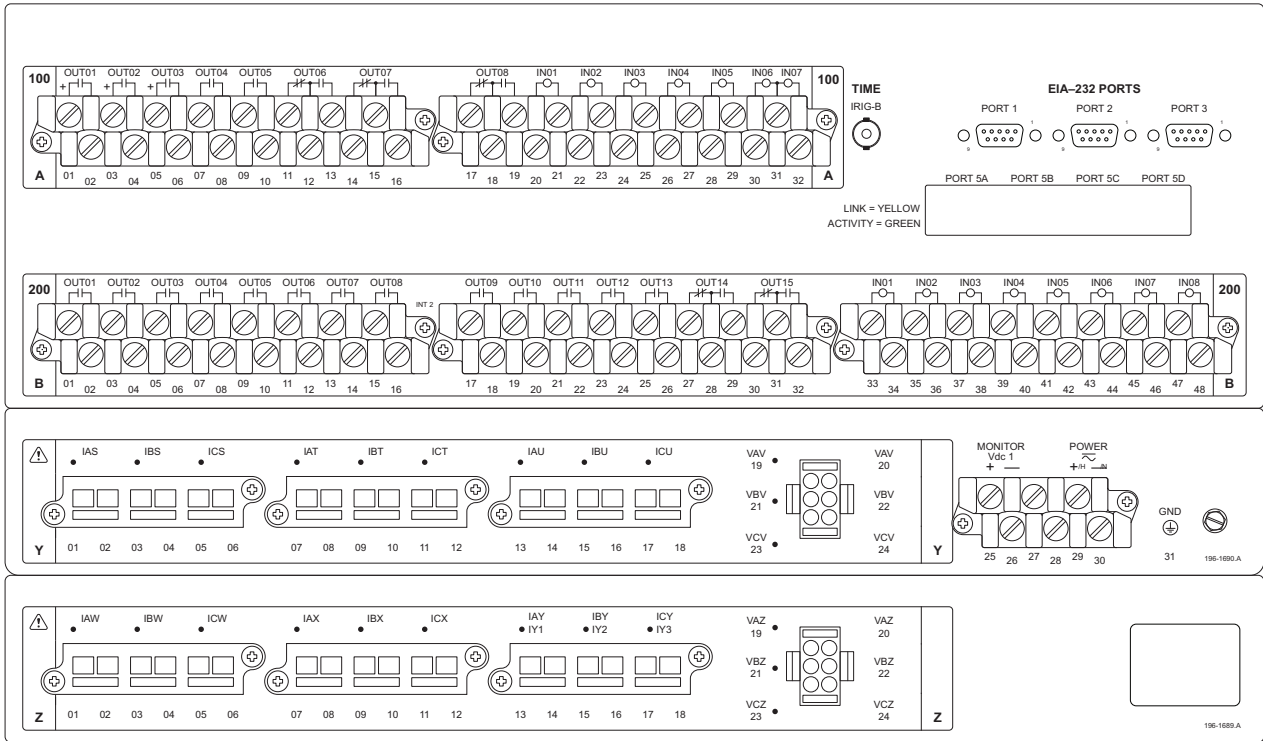 100 OUT01 OUT02 OUT03 OUT04 OUT05 OUT06 OUT07 OUT08 IN01 IN02 IN03 IN04 IN05 IN06 IN07 100
+ + +
A 01 02 03 04 05 06 07 08 09 10 11 12 13 14 15 16 17 18 19 20 21 22 23 24 25 26 27 28 29 30 31 32 A
TIME
IRIG-B
EIA–232 PORTS
PORT 1 PORT 2 PORT 3
1 1 1
9 9 9
PORT 5A PORT 5B PORT 5C PORT 5D
LINK = YELLOW
ACTIVITY = GREEN
200 OUT01 OUT02 OUT03 OUT04 OUT05 OUT06 OUT07 OUT08 INT 2 OUT09 OUT10 OUT11 OUT12 OUT13 OUT14 OUT15 IN01 IN02 IN03 IN04 IN05 IN06 IN07 IN08 200
B 01 02 03 04 05 06 07 08 09 10 11 12 13 14 15 16 17 18 19 20 21 22 23 24 25 26 27 28 29 30 31 32 33 34 35 36 37 38 39 40 41 42 43 44 45 46 47 48 B
IAS IBS ICS IAT IBT ICT IAU IBU ICU
VAV 19 VAV 20
VBV 21 VBV 22
VCV 23 VCV 24
Y 01 02 03 04 05 06 07 08 09 10 11 12 13 14 15 16 17 18 Y
MONITOR
Vdc 1
+ —
POWER
+/H —/N
25 26 27 28 29 30
GND
31
196-1690.A
IAW IBW ICW IAX IBX ICX IAY IBY ICY
IY1 IY2 IY3
VAZ 19 VAZ 20
VBZ 21 VBZ 22
VCZ 23 VCZ 24
Z 01 02 03 04 05 06 07 08 09 10 11 12 13 14 15 16 17 18 Z
196-1689.A